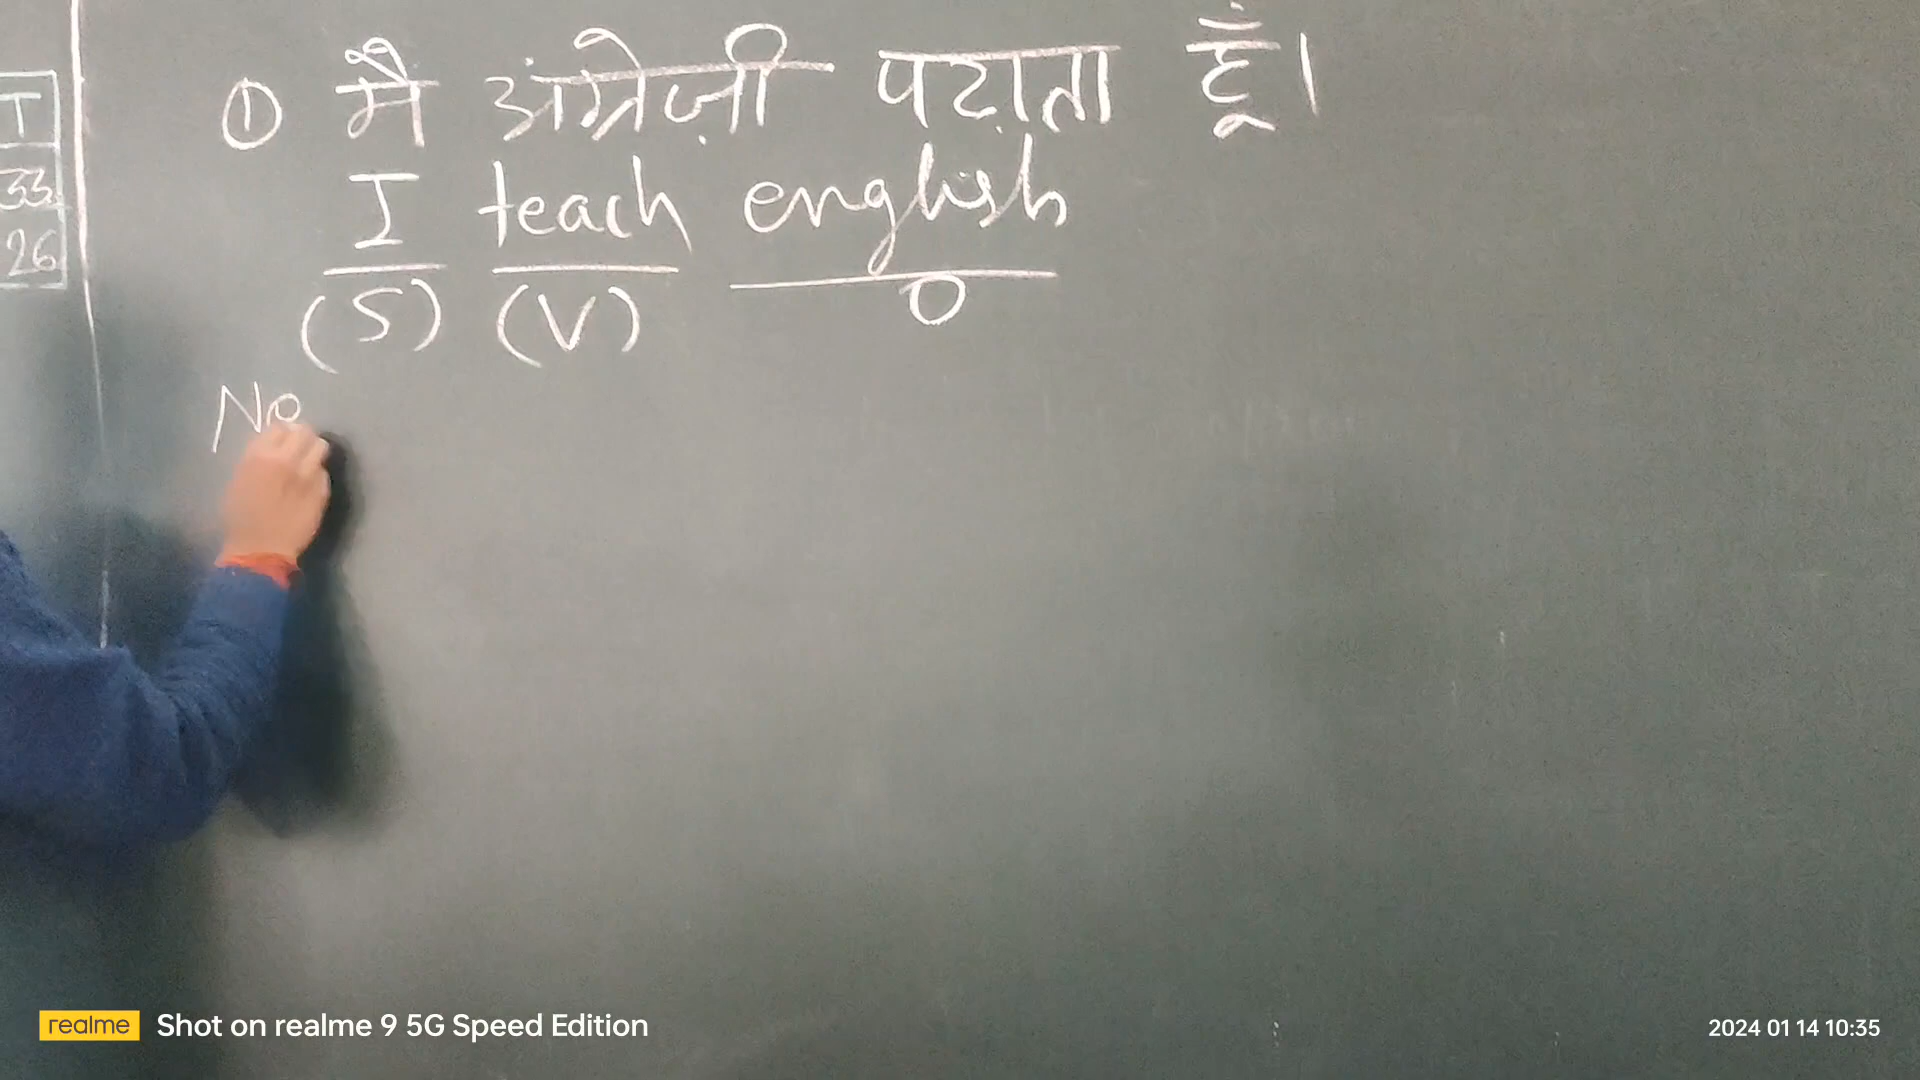 ① मैं अंग्रेज़ी पढ़ाता हूँ।
I teach english
(S) (V) O
Ne
T
33
26
realme Shot on realme 9 5G Speed Edition
2024 01 14 10:35